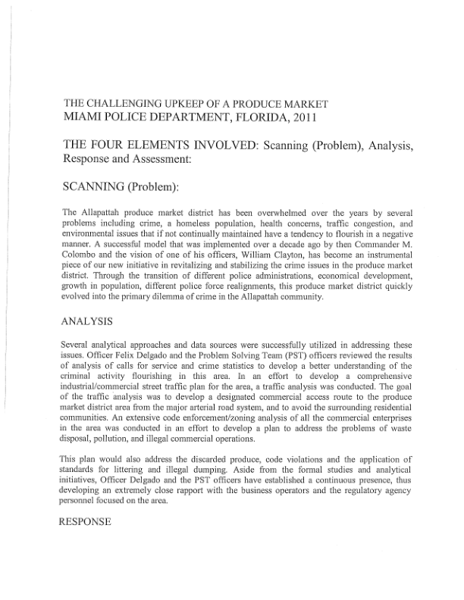 THE CHALLENGING UPKEEP OF A PRODUCE MARKET
MIAMI POLICE DEPARTMENT, FLORIDA, 2011
THE FOUR ELEMENTS INVOLVED: Scanning (Problem), Analysis,
Response and Assessment:
SCANNING (Problem):
The Allapattah produce market district has been overwhelmed over the years by several
problems including crime, a homeless population, health concerns, traffic congestion, and
environmental issues that if not continually maintained have a tendency to flourish in a negative
manner. A successful model that was implemented over a decade ago by then Commander M.
Colombo and the vision of one of his officers, William Clayton, has become an instrumental
piece of our new initiative in revitalizing and stabilizing the crime issues in the produce market
district. Through the transition of different police administrations, economical development,
growth in population, different police force realignments, this produce market district quickly
evolved into the primary dilemma of crime in the Allapattah community.
ANALYSIS
Several analytical approaches and data sources were successfully utilized in addressing these
issues. Officer Felix Delgado and the Problem Solving Team (PST) officers reviewed the results
of analysis of calls for service and crime statistics to develop a better understanding of the
criminal activity flourishing in this area. In an effort to develop a comprehensive
industrial/commercial street traffic plan for the area, a traffic analysis was conducted. The goal
of the traffic analysis was to develop a designated commercial access route to the produce
market district area from the major arterial road system, and to avoid the surrounding residential
communities. An extensive code enforcement/zoning analysis of all the commercial enterprises
in the area was conducted in an effort to develop a plan to address the problems of waste
disposal, pollution, and illegal commercial operations.
This plan would also address the discarded produce, code violations and the application of
standards for littering and illegal dumping. Aside from the formal studies and analytical
initiatives, Officer Delgado and the PST officers have established a continuous presence, thus
developing an extremely close rapport with the business operators and the regulatory agency
personnel focused on the area.
RESPONSE